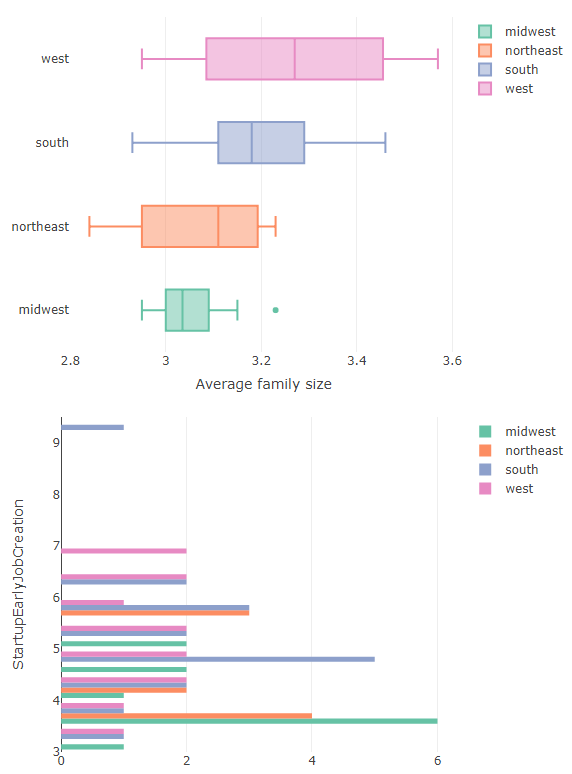 west
south
northeast
midwest
2.8 3 3.2 3.4 3.6
Average family size
midwest
northeast
south
west
StartupEarlyJobCreation
9
8
7
6
5
4
3
0 2 4 6
midwest
northeast
south
west